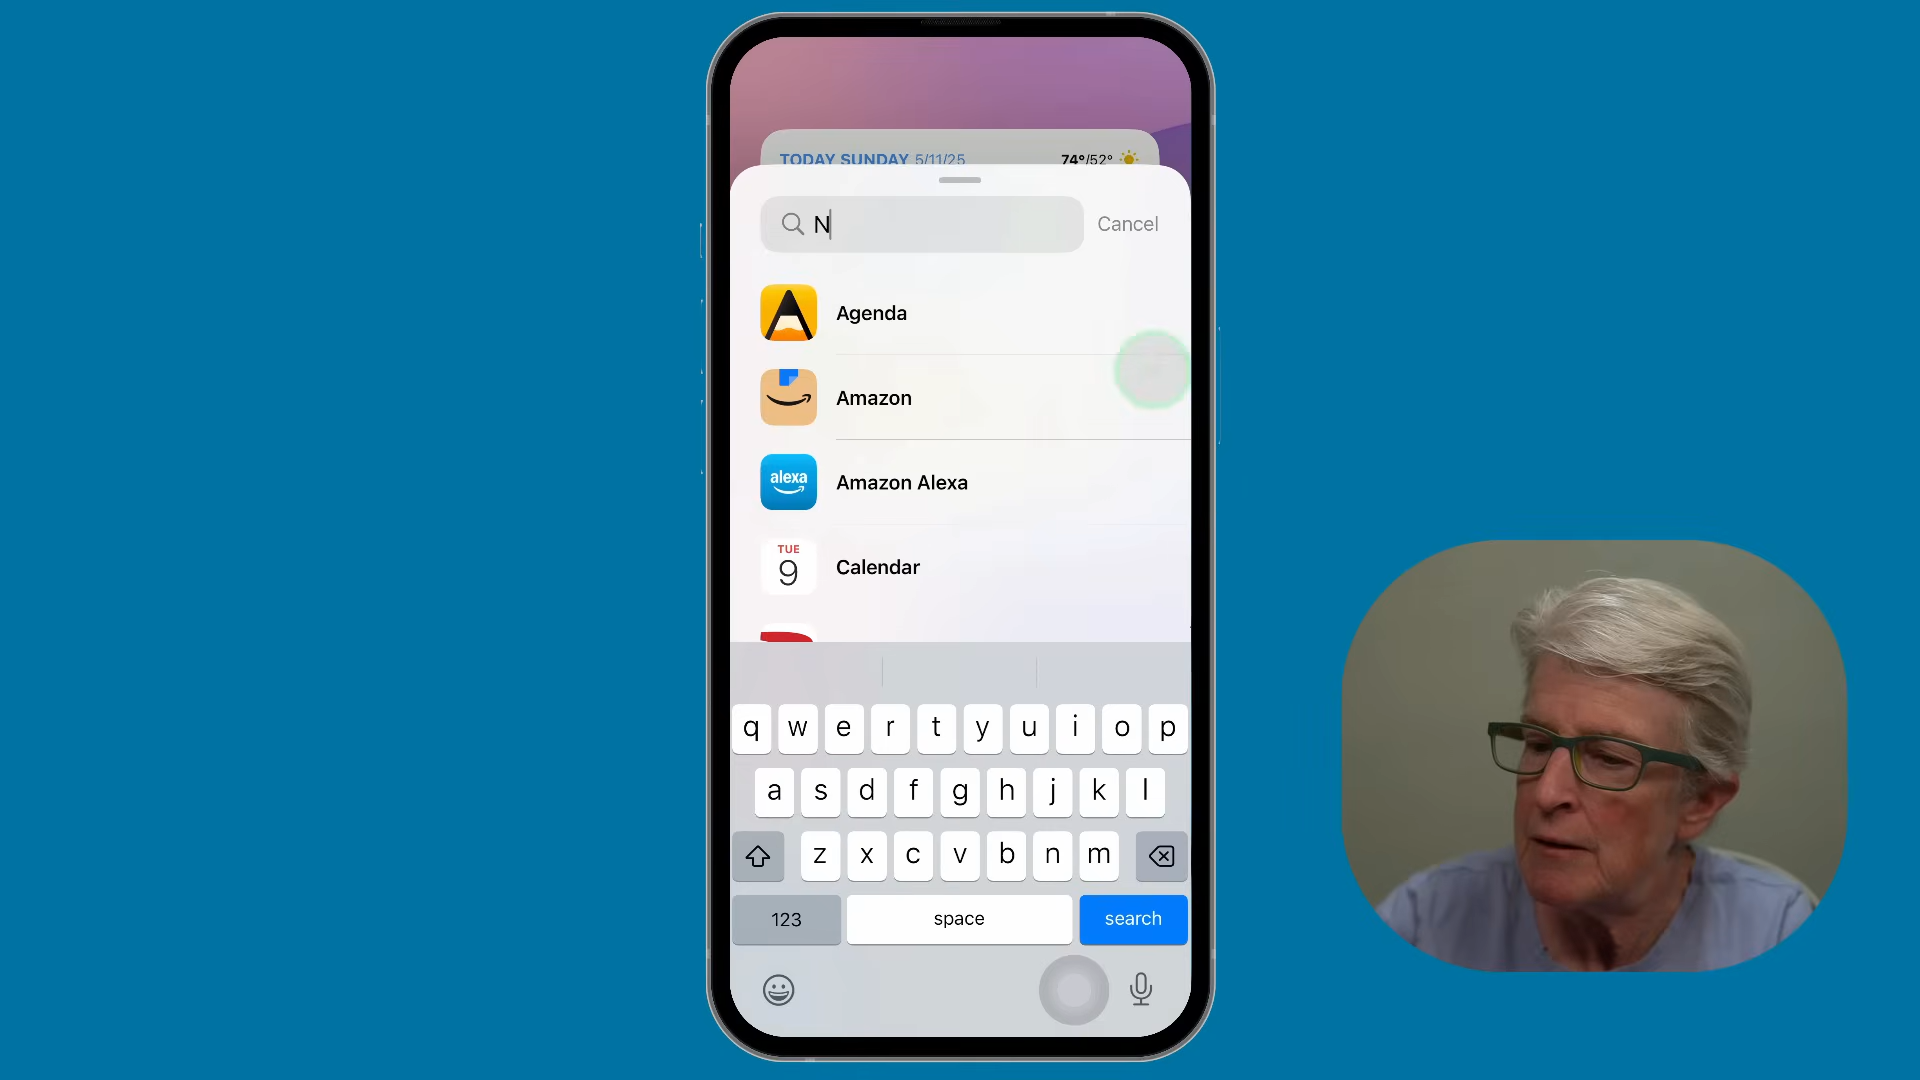 TODAY SUNDAY 5/11/25 74°/52°
N Cancel
Agenda
Amazon
alexa Amazon Alexa
TUE
9 Calendar
q w e r t y u i o p
a s d f g h j k l
z x c v b n m
123 space search